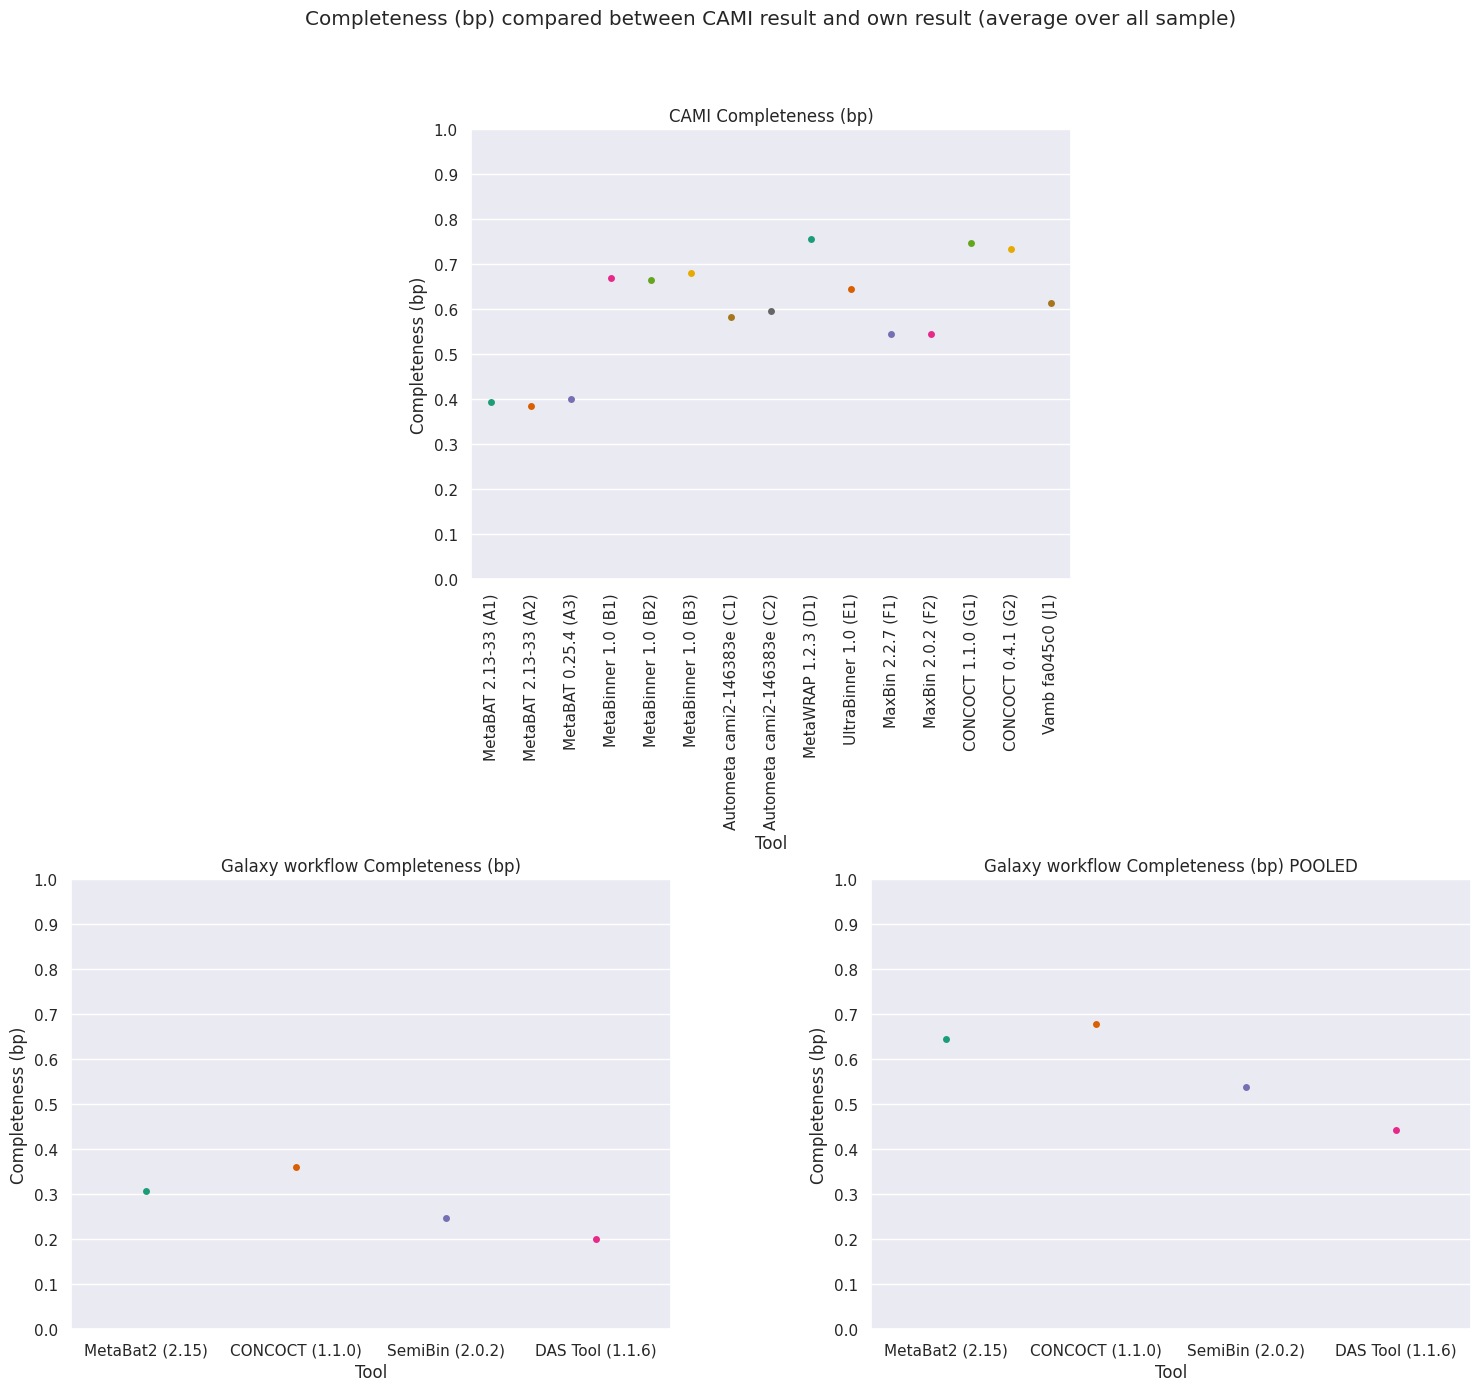 Completeness (bp) compared between CAMI result and own result (average over all sample)
CAMI Completeness (bp)
1.0
0.9
0.8
0.7
0.6
0.5
0.4
0.3
0.2
0.1
0.0
Completeness (bp)
MetaBAT 2.13-33 (A1)
MetaBAT 2.13-33 (A2)
MetaBAT 0.25.4 (A3)
MetaBinner 1.0 (B1)
MetaBinner 1.0 (B2)
MetaBinner 1.0 (B3)
Autometa cami2-146383e (C1)
Autometa cami2-146383e (C2)
MetaWRAP 1.2.3 (D1)
UltraBinner 1.0 (E1)
MaxBin 2.2.7 (F1)
MaxBin 2.0.2 (F2)
CONCOCT 1.1.0 (G1)
CONCOCT 0.4.1 (G2)
Vamb fa045c0 (J1)
Tool
Galaxy workflow Completeness (bp)
1.0
0.9
0.8
0.7
0.6
0.5
0.4
0.3
0.2
0.1
0.0
Completeness (bp)
MetaBat2 (2.15)
CONCOCT (1.1.0)
SemiBin (2.0.2)
DAS Tool (1.1.6)
Tool
Galaxy workflow Completeness (bp) POOLED
1.0
0.9
0.8
0.7
0.6
0.5
0.4
0.3
0.2
0.1
0.0
Completeness (bp)
MetaBat2 (2.15)
CONCOCT (1.1.0)
SemiBin (2.0.2)
DAS Tool (1.1.6)
Tool